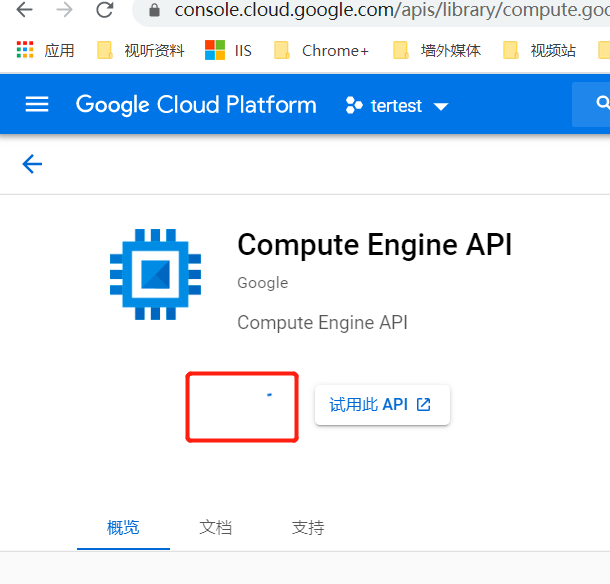 console.cloud.google.com/apis/library/compute.goo
应用 视听资料 IIS Chrome+ 墙外媒体 视频站
Google Cloud Platform tertest
Compute Engine API
Google
Compute Engine API
试用此 API
概览 文档 支持